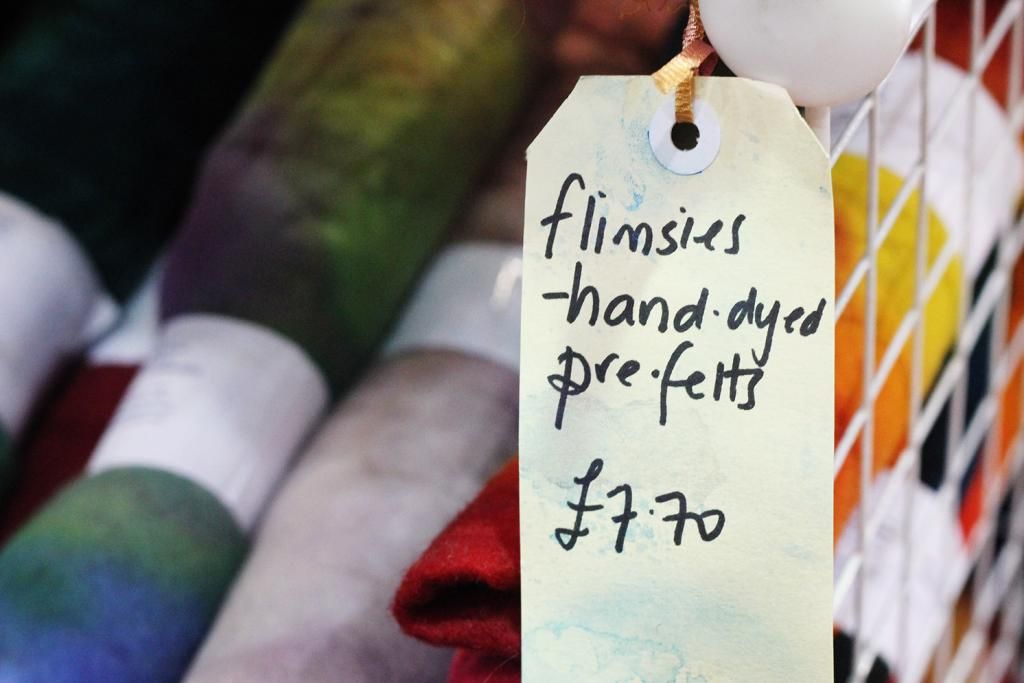 flimsies
-hand·dyed
pre·felts
£7·70